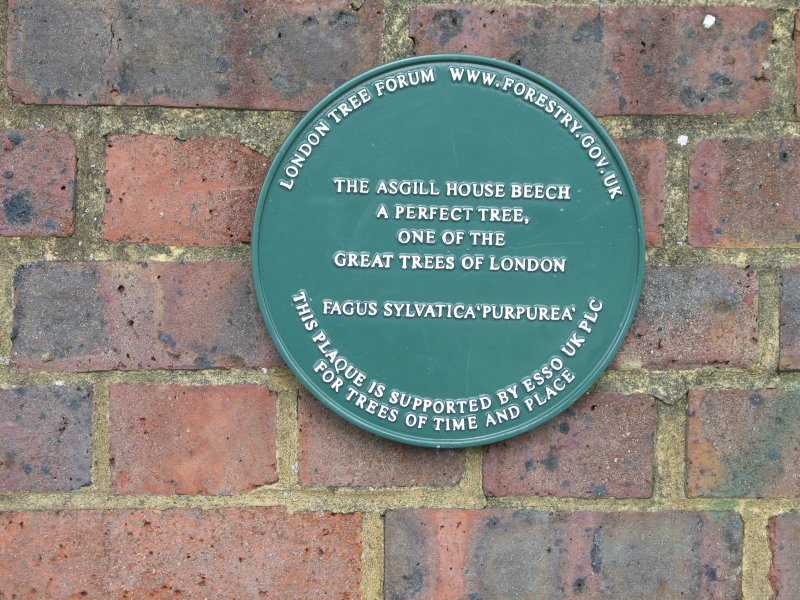 LONDON TREE FORUM WWW.FORESTRY.GOV.UK
THE ASGILL HOUSE BEECH
A PERFECT TREE,
ONE OF THE
GREAT TREES OF LONDON
FAGUS SYLVATICA 'PURPUREA'
THIS PLAQUE IS SUPPORTED BY ESSO UK PLC
FOR TREES OF TIME AND PLACE